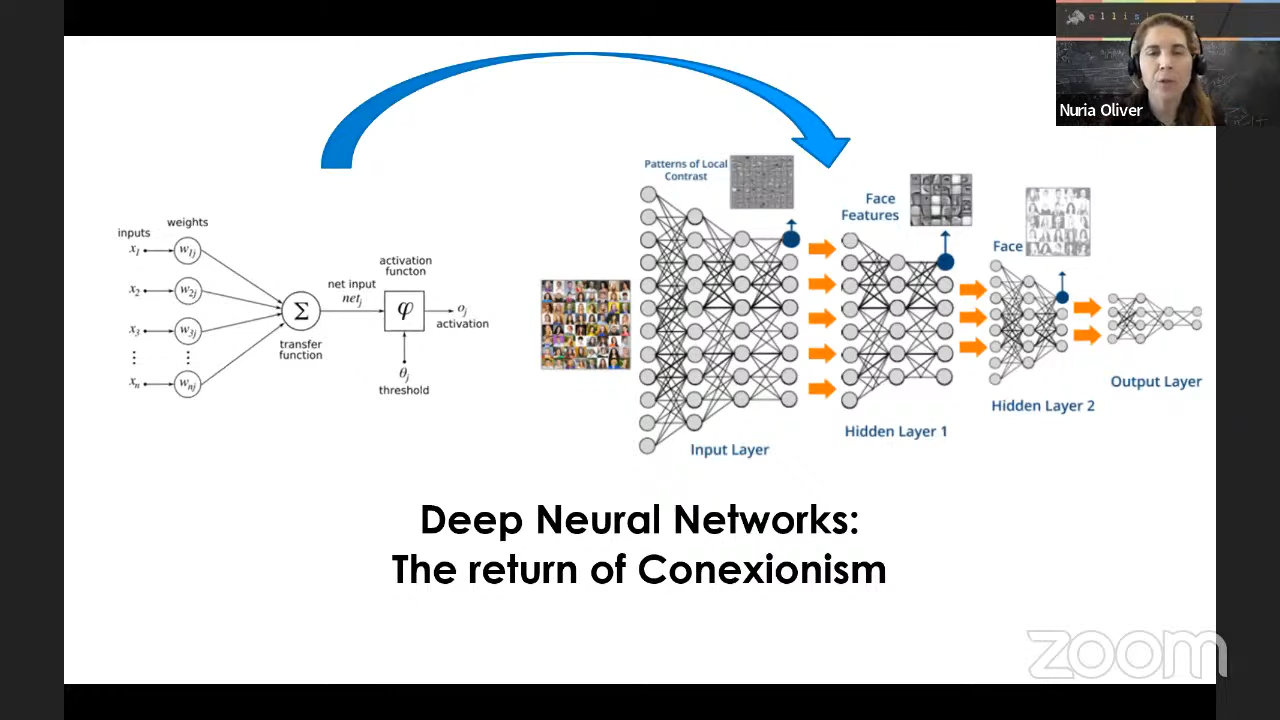 ellis
Nuria Oliver
Patterns of Local
Contrast
Face
Features
Face
weights
inputs
x1
w1j
x2
w2j
x3
w3j
xn
wnj
Σ
transfer
function
net input
netj
activation
functon
φ
oj
activation
θj
threshold
Input Layer
Hidden Layer 1
Hidden Layer 2
Output Layer
Deep Neural Networks:
The return of Conexionism
zoom